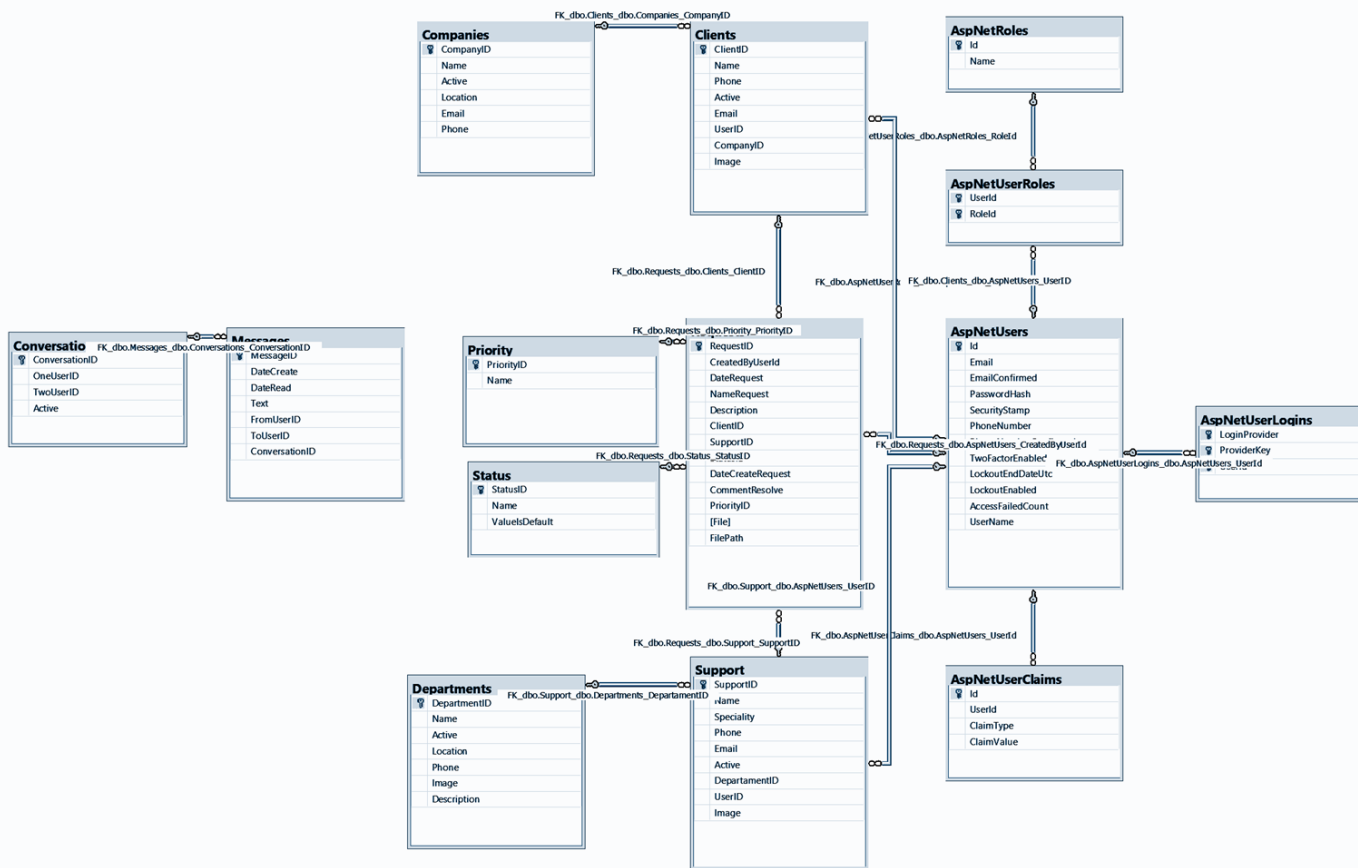 FK_dbo.Clients_dbo.Companies_CompanyID
Companies
CompanyID
Name
Active
Location
Email
Phone
Clients
ClientID
Name
Phone
Active
Email
UserID
CompanyID
Image
AspNetRoles
Id
Name
etUserRoles_dbo.AspNetRoles_RoleId
AspNetUserRoles
UserId
RoleId
FK_dbo.Requests_dbo.Clients_ClientID
FK_dbo.AspNetUser
FK_dbo.Clients_dbo.AspNetUsers_UserID
Conversatio
ConversationID
OneUserID
TwoUserID
Active
FK_dbo.Messages_dbo.Conversations_ConversationID
Messages
MessageID
DateCreate
DateRead
Text
FromUserID
ToUserID
ConversationID
Priority
PriorityID
Name
FK_dbo.Requests_dbo.Priority_PriorityID
RequestID
CreatedByUserId
DateRequest
NameRequest
Description
ClientID
SupportID
DateCreateRequest
CommentResolve
PriorityID
[File]
FilePath
FK_dbo.Requests_dbo.Status_StatusID
Status
StatusID
Name
ValueIsDefault
AspNetUsers
Id
Email
EmailConfirmed
PasswordHash
SecurityStamp
PhoneNumber
FK_dbo.Requests_dbo.AspNetUsers_CreatedByUserId
TwoFactorEnabled
LockoutEndDateUtc
LockoutEnabled
AccessFailedCount
UserName
AspNetUserLogins
LoginProvider
ProviderKey
FK_dbo.AspNetUserLogins_dbo.AspNetUsers_UserId
FK_dbo.Support_dbo.AspNetUsers_UserID
FK_dbo.Requests_dbo.Support_SupportID
FK_dbo.AspNetUserClaims_dbo.AspNetUsers_UserId
Departments
DepartmentID
Name
Active
Location
Phone
Image
Description
FK_dbo.Support_dbo.Departments_DepartamentID
Support
SupportID
Name
Speciality
Phone
Email
Active
DepartamentID
UserID
Image
AspNetUserClaims
Id
UserId
ClaimType
ClaimValue